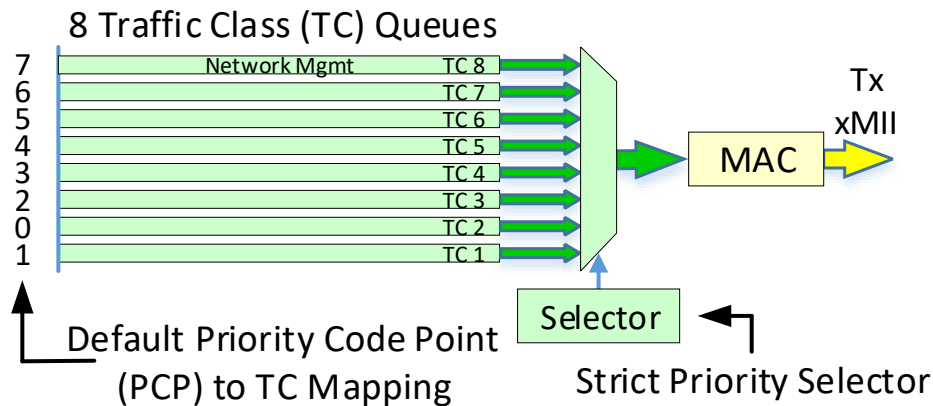 8 Traffic Class (TC) Queues
7 Network Mgmt TC 8
6 TC 7
5 TC 6
4 TC 5
3 TC 4
2 TC 3
0 TC 2
1 TC 1
Tx
xMII
MAC
Selector
Default Priority Code Point
(PCP) to TC Mapping
Strict Priority Selector